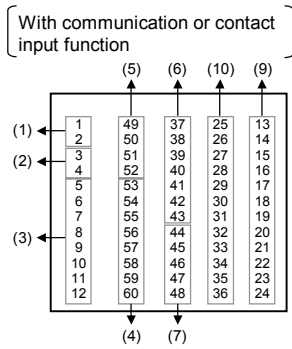 With communication or contact
input function
(5) (6) (10) (9)
(1) 1 49 37 25 13
2 50 38 26 14
(2) 3 51 39 27 15
4 52 40 28 16
5 53 41 29 17
6 54 42 30 18
7 55 43 31 19
(3) 8 56 44 32 20
9 57 45 33 21
10 58 46 34 22
11 59 47 35 23
12 60 48 36 24
(4) (7)